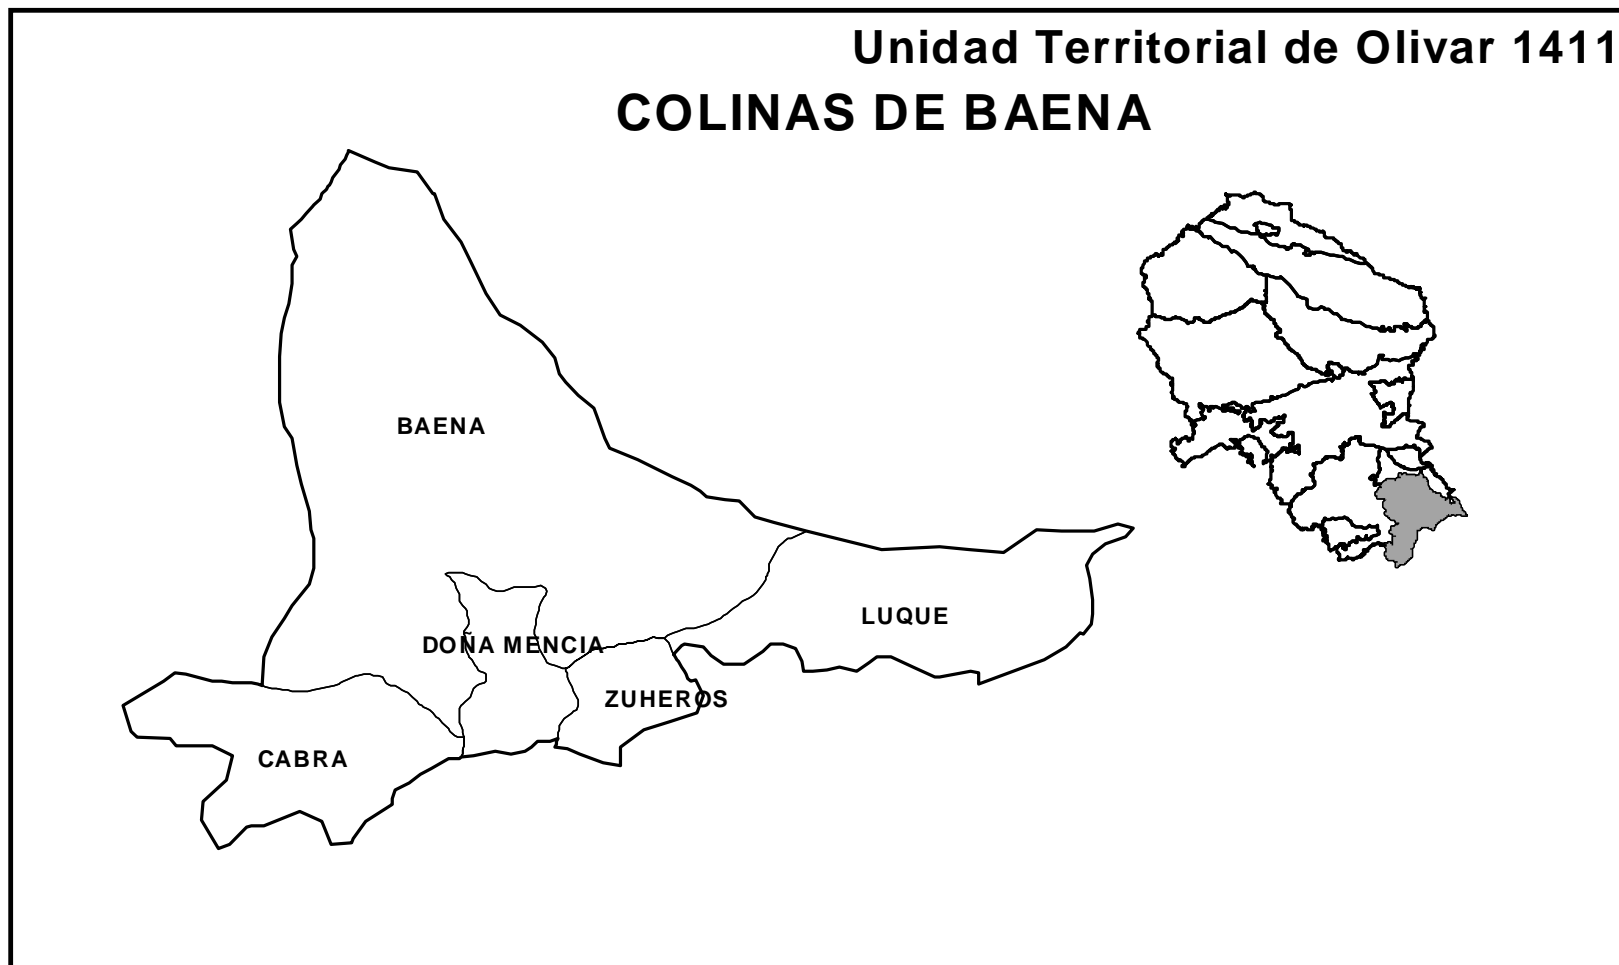 Unidad Territorial de Olivar 1411
COLINAS DE BAENA
BAENA
LUQUE
DOÑA MENCIA
ZUHEROS
CABRA